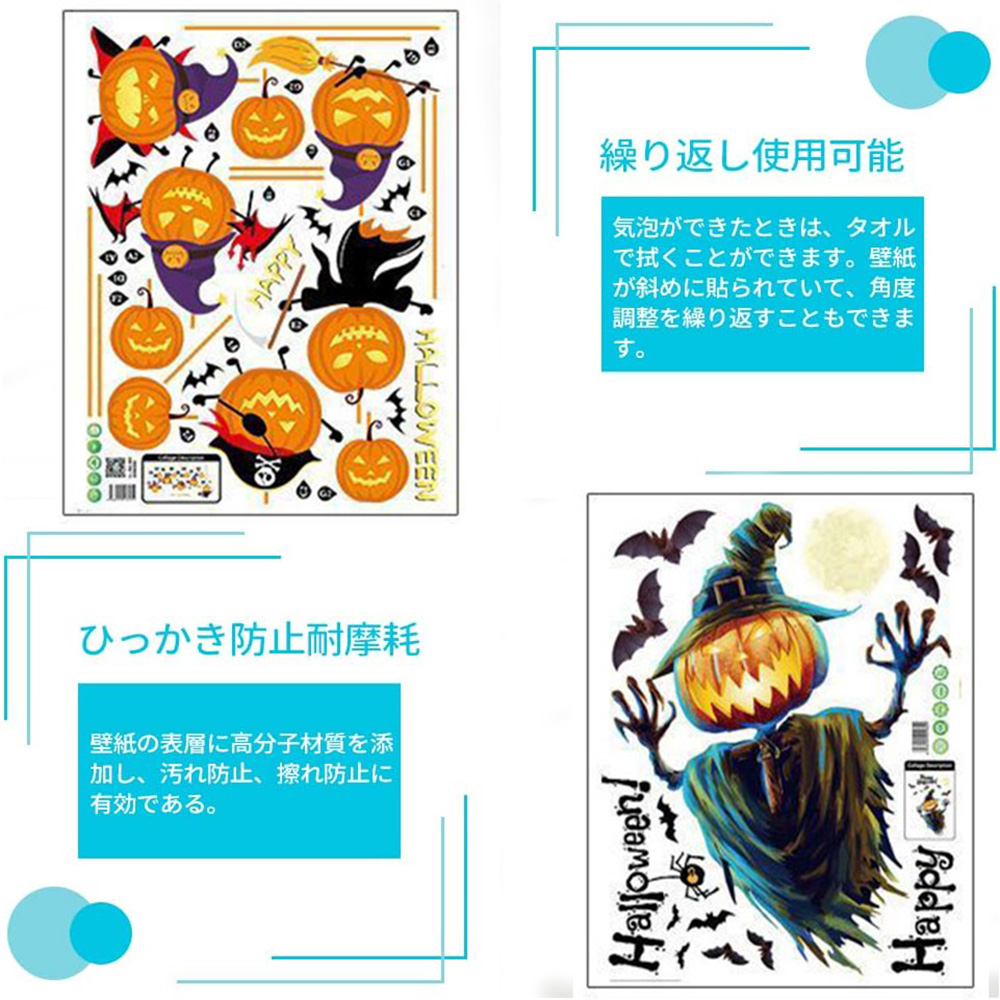 HAPPY
HALLOWEEN
Collage Description
繰り返し使用可能
気泡ができたときは、タオル
で拭くことができます。壁紙
が斜めに貼られていて、角度
調整を繰り返すこともできま
す。
ひっかき防止耐摩耗
壁紙の表層に高分子材質を添
加し、汚れ防止、擦れ防止に
有効である。
Collage Description
Happy
Halloween!